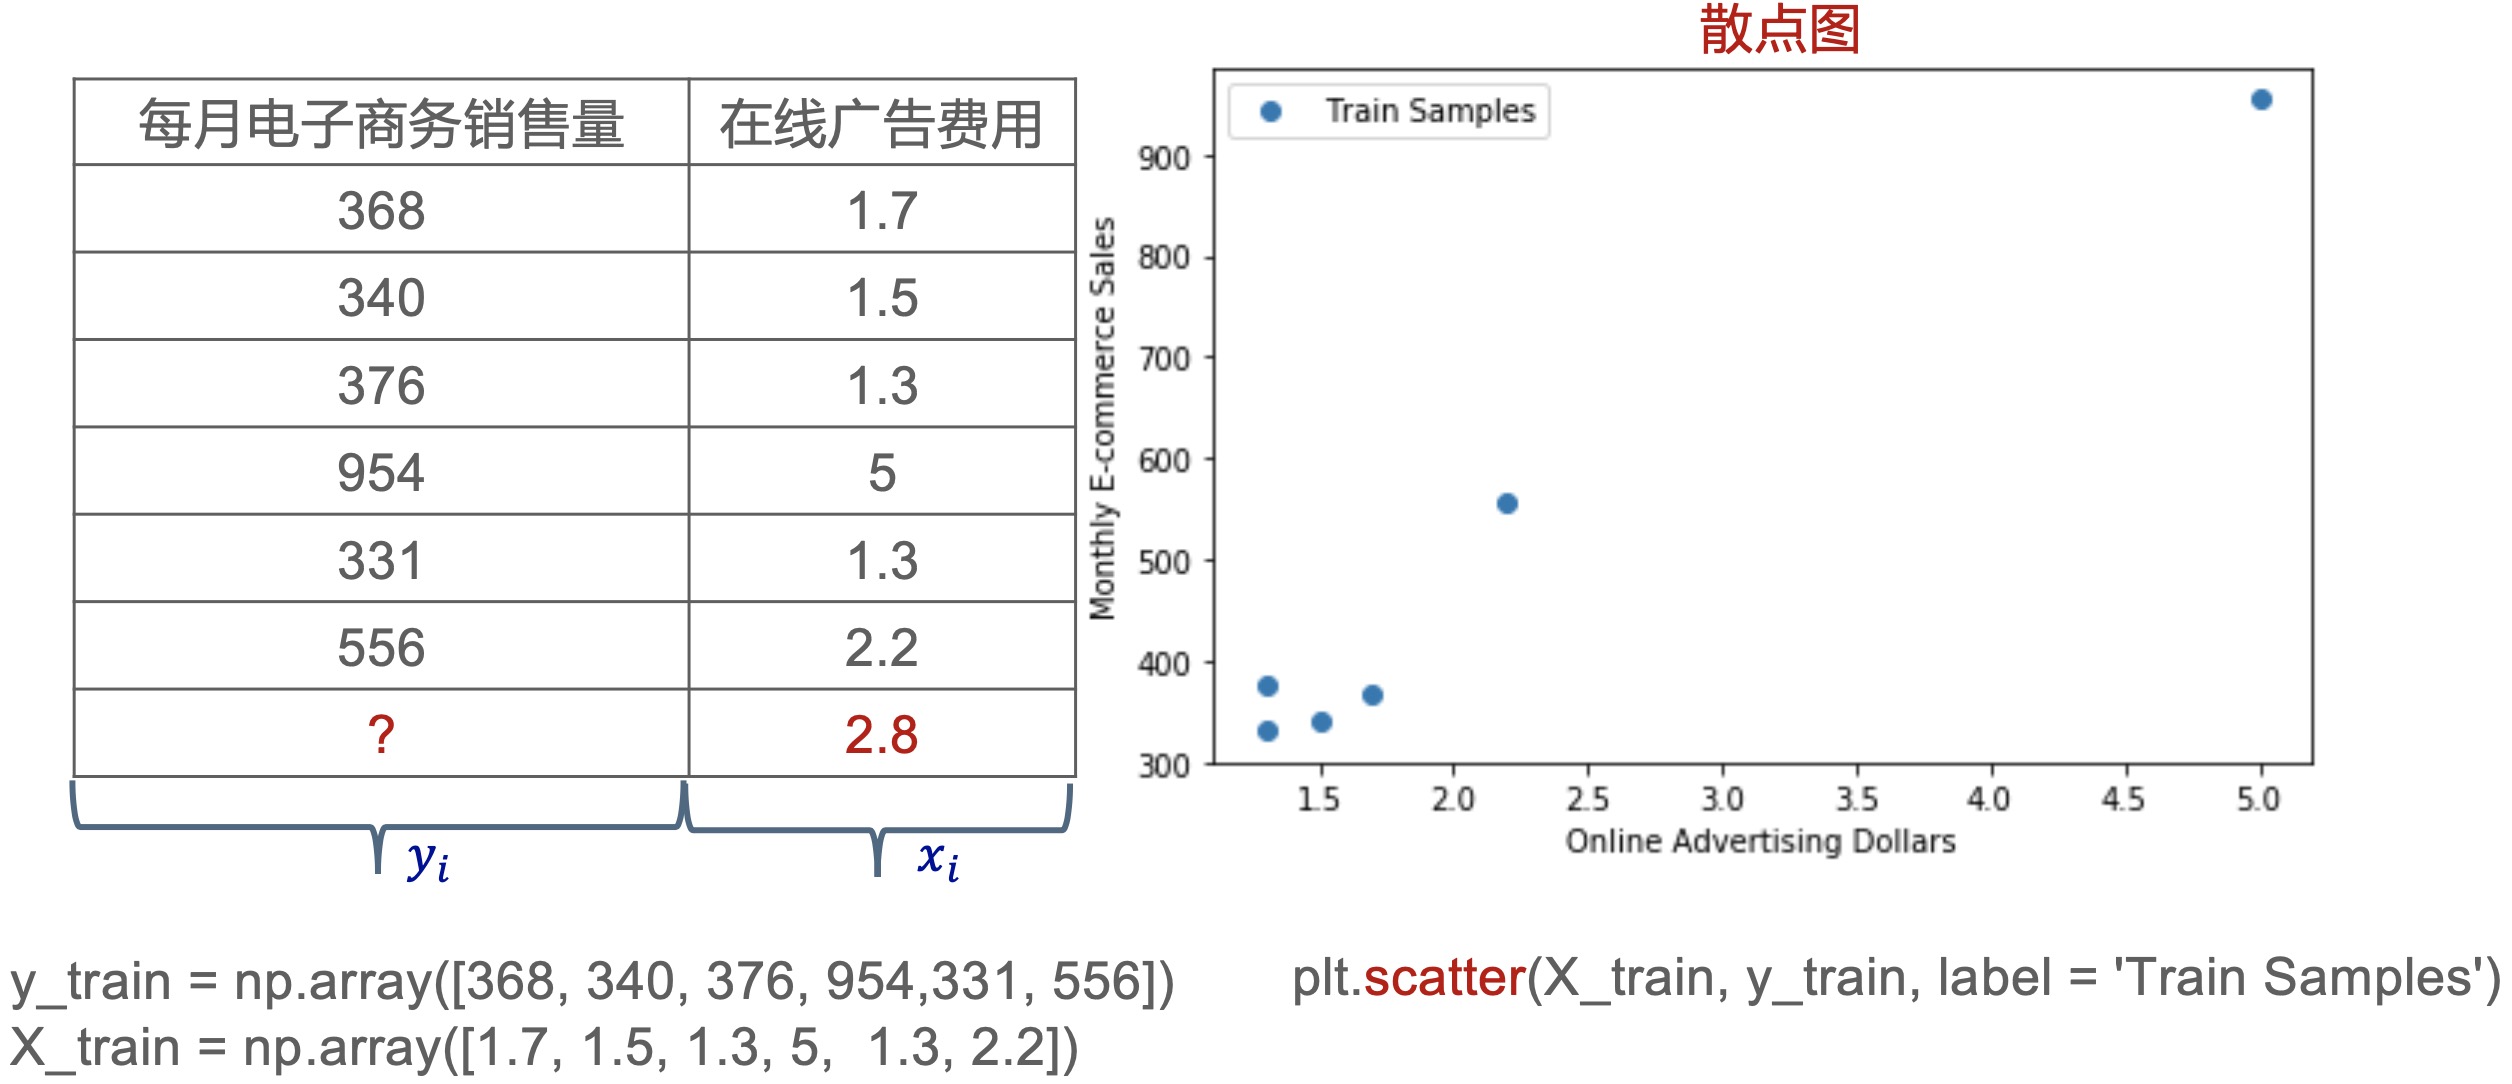 散点图
每月电子商务销售量 在线广告费用
368 1.7
340 1.5
376 1.3
954 5
331 1.3
556 2.2
? 2.8
y_i x_i
Train Samples
Monthly E-commerce Sales
900
800
700
600
500
400
300
1.5 2.0 2.5 3.0 3.5 4.0 4.5 5.0
Online Advertising Dollars
y_train = np.array([368, 340, 376, 954,331, 556])
X_train = np.array([1.7, 1.5, 1.3, 5, 1.3, 2.2])
plt.scatter(X_train, y_train, label = 'Train Samples')